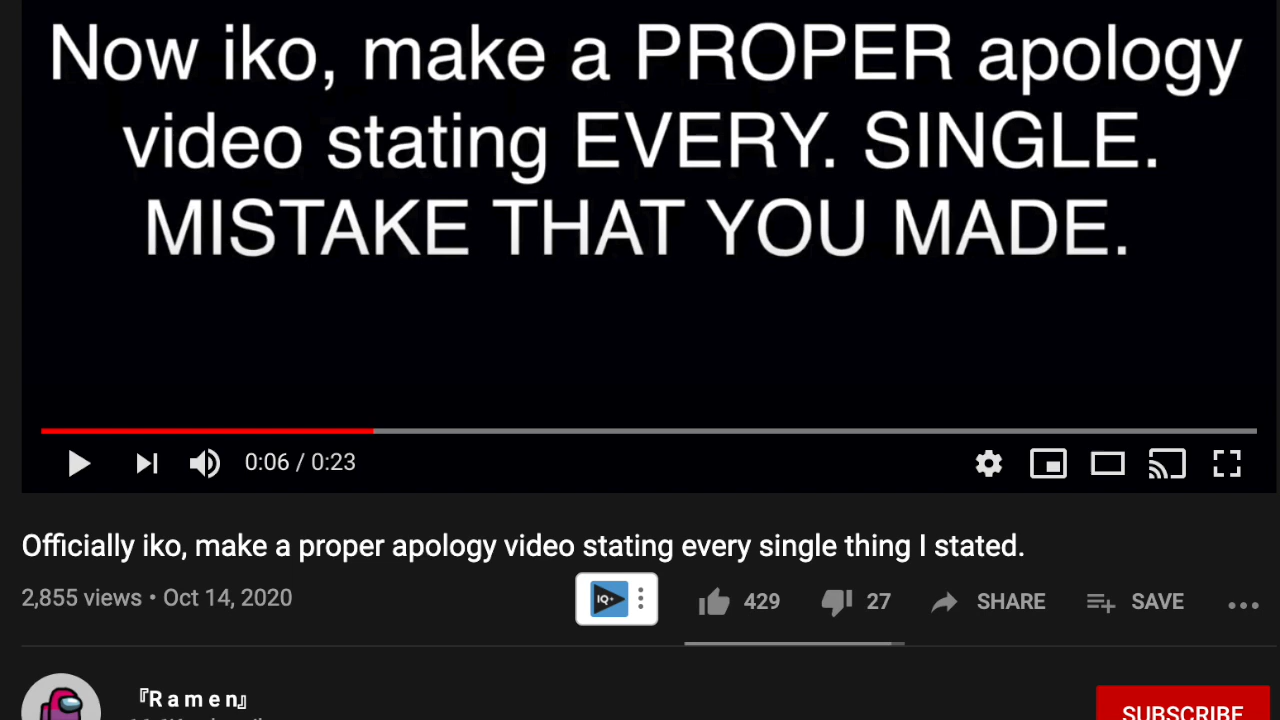 Now iko, make a PROPER apology
video stating EVERY. SINGLE.
MISTAKE THAT YOU MADE.
0:06 / 0:23
Officially iko, make a proper apology video stating every single thing I stated.
2,855 views • Oct 14, 2020
IQ+
429
27
SHARE
SAVE
『R a m e n』
SUBSCRIBE